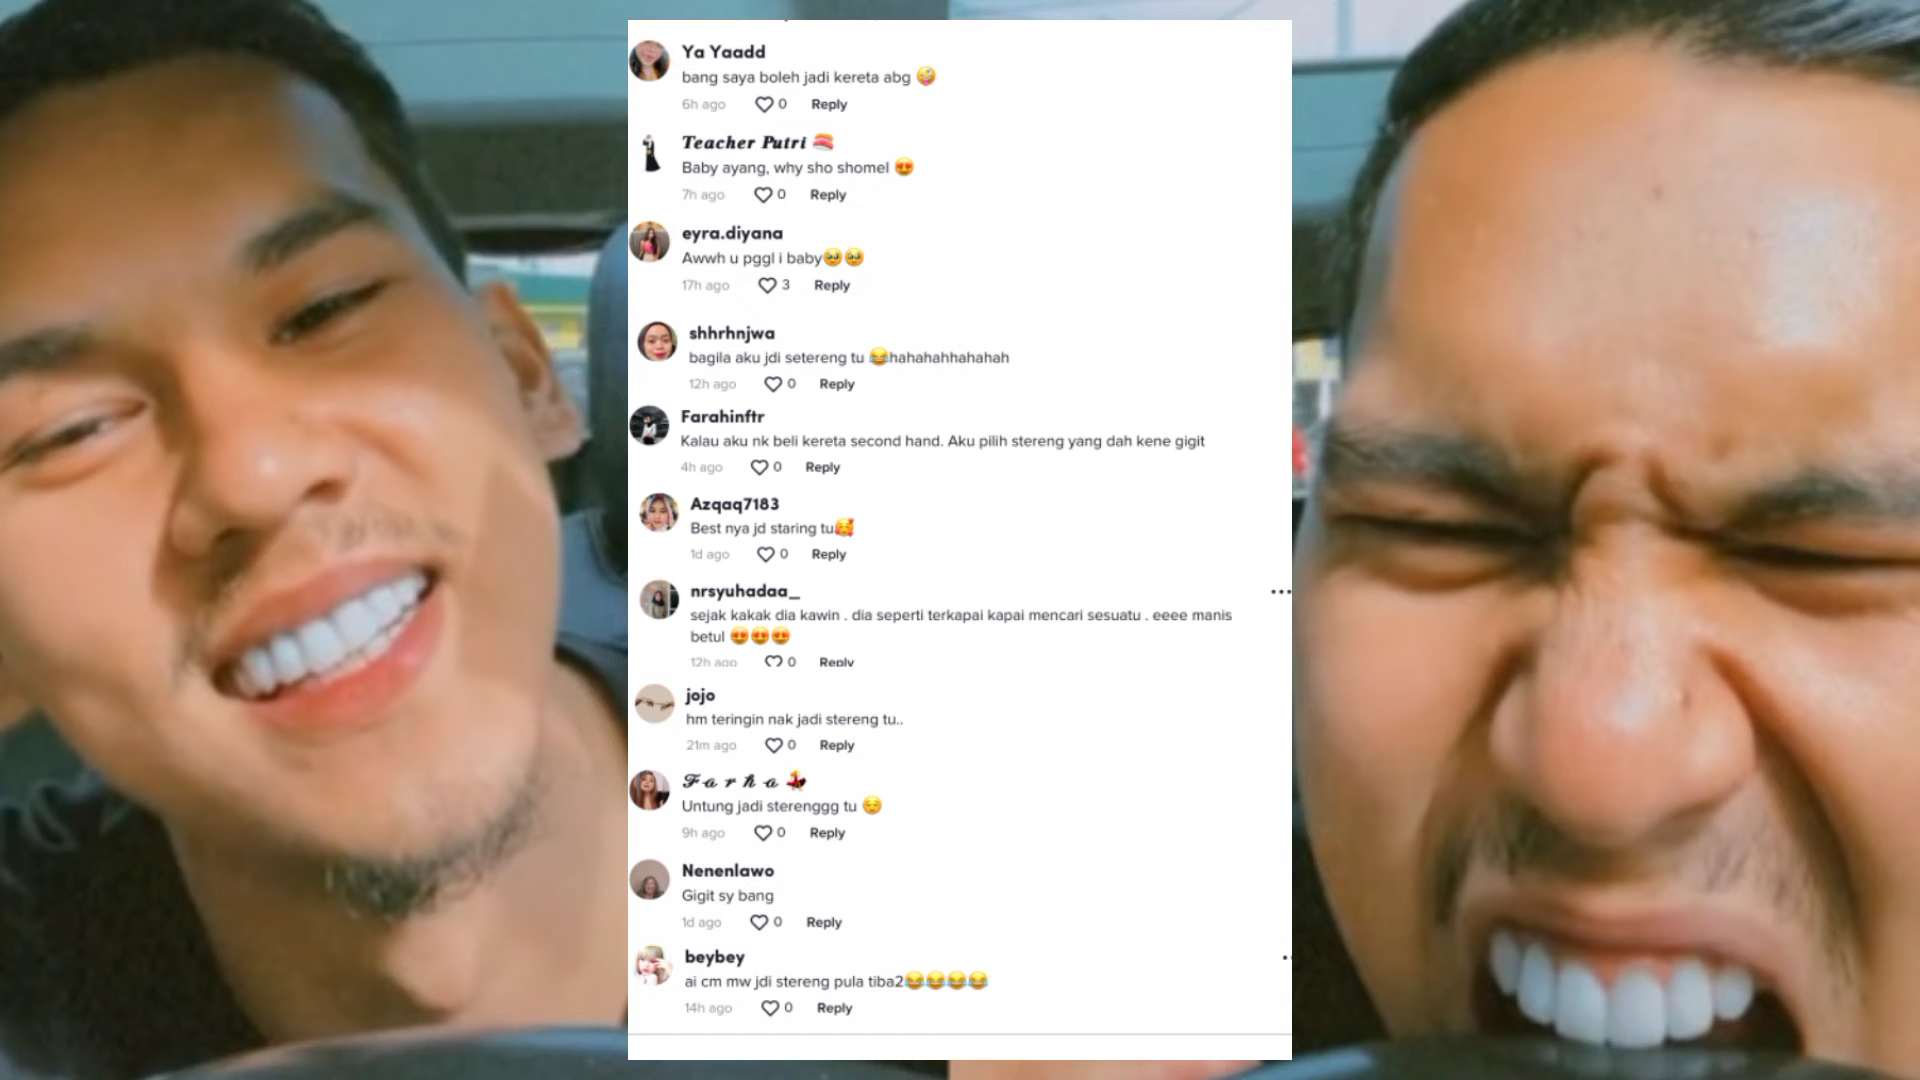 Ya Yaadd
bang saya boleh jadi kereta abg 🤪
6h ago 0 Reply
Teacher Putri 🍣
Baby ayang, why sho shomel 😍
7h ago 0 Reply
eyra.diyana
Awwh u pggl i baby🥹🥹
17h ago 3 Reply
shhrhnjwa
bagila aku jdi setereng tu 😂hahahahhahahah
12h ago 0 Reply
Farahinftr
Kalau aku nk beli kereta second hand. Aku pilih stereng yang dah kene gigit
4h ago 0 Reply
Azqaq7183
Best nya jd staring tu🥰
1d ago 0 Reply
nrsyuhadaa_
sejak kakak dia kawin . dia seperti terkapai kapai mencari sesuatu . eeee manis
betul 😍😍😍
12h ago 0 Reply
jojo
hm teringin nak jadi stereng tu..
21m ago 0 Reply
𝓕 𝓪 𝓻 𝓱 𝓪 💃
Untung jadi sterenggg tu ☺️
9h ago 0 Reply
Nenenlawo
Gigit sy bang
1d ago 0 Reply
beybey
ai cm mw jdi stereng pula tiba2😂😂😂😂
14h ago 0 Reply